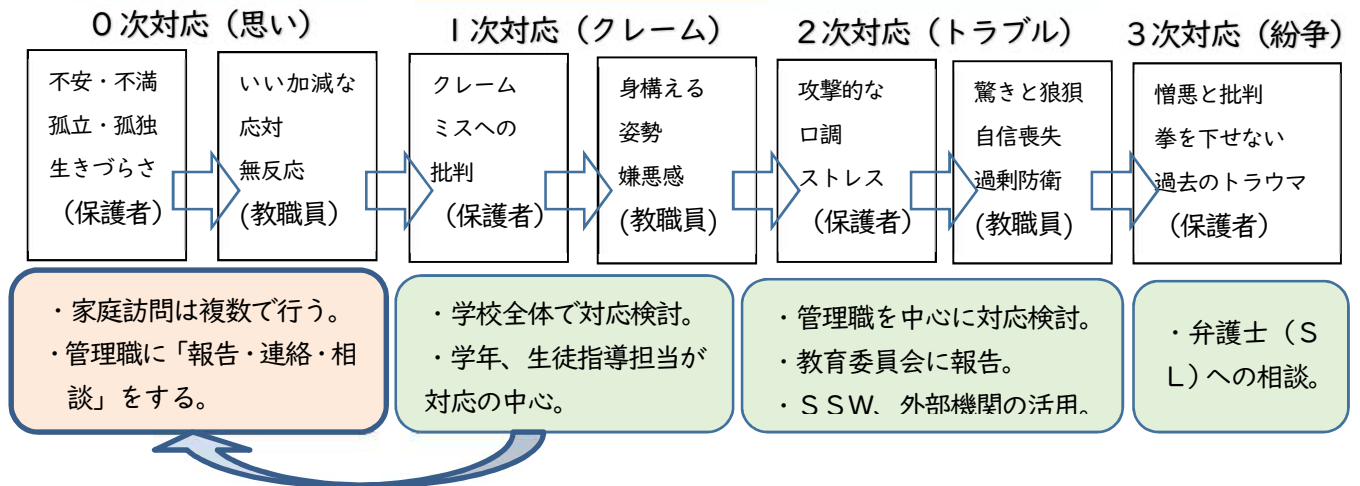 ０次対応（思い）
１次対応（クレーム）
２次対応（トラブル）
３次対応（紛争）
不安・不満
孤立・孤独
生きづらさ
（保護者）
いい加減な
応対
無反応
(教職員）
クレーム
ミスへの
批判
（保護者）
身構える
姿勢
嫌悪感
(教職員)
攻撃的な
口調
ストレス
（保護者）
驚きと狼狽
自信喪失
過剰防衛
(教職員)
憎悪と批判
拳を下せない
過去のトラウマ
（保護者）
・家庭訪問は複数で行う。
・管理職に「報告・連絡・相
談」をする。
・学校全体で対応検討。
・学年、生徒指導担当が
対応の中心。
・管理職を中心に対応検討。
・教育委員会に報告。
・ＳＳＷ、外部機関の活用。
・弁護士（Ｓ
Ｌ）への相談。